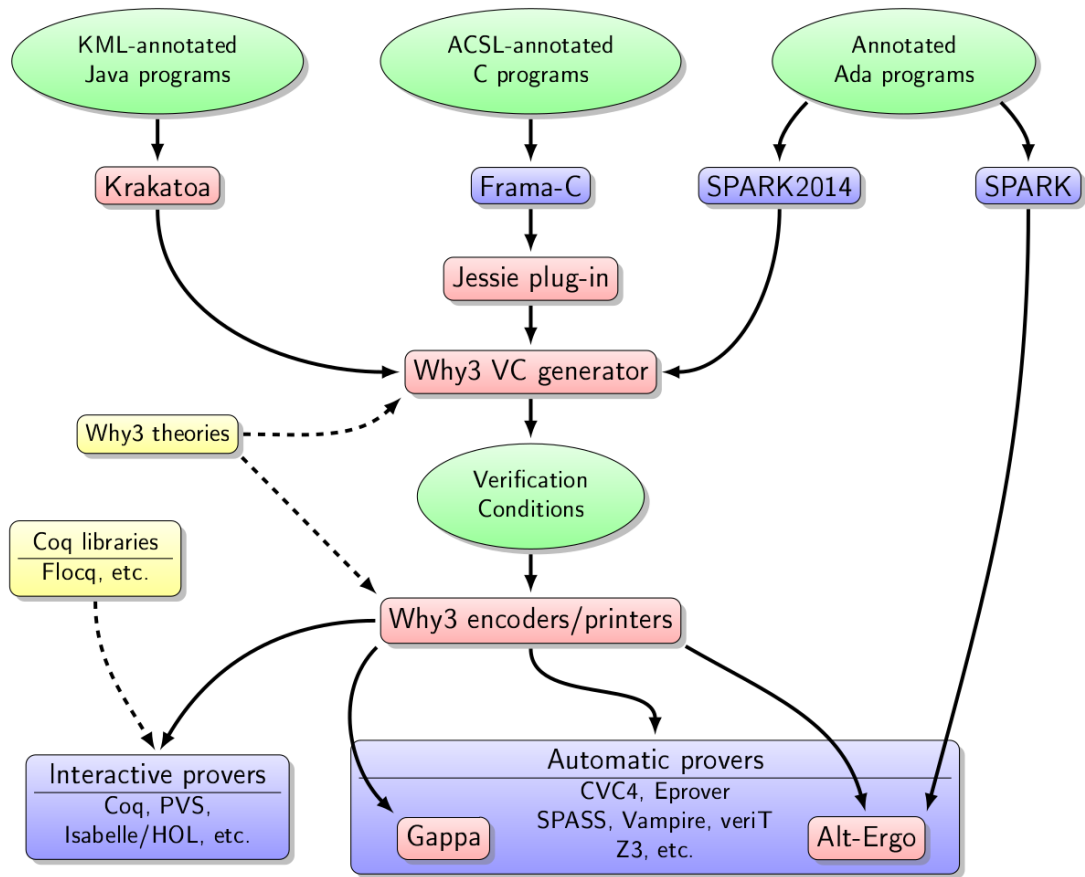 KML-annotated
Java programs
ACSL-annotated
C programs
Annotated
Ada programs
Krakatoa
Frama-C
SPARK2014
SPARK
Jessie plug-in
Why3 VC generator
Why3 theories
Verification
Conditions
Coq libraries
Flocq, etc.
Why3 encoders/printers
Interactive provers
Coq, PVS,
Isabelle/HOL, etc.
Automatic provers
CVC4, Eprover
SPASS, Vampire, veriT
Z3, etc.
Gappa
Alt-Ergo